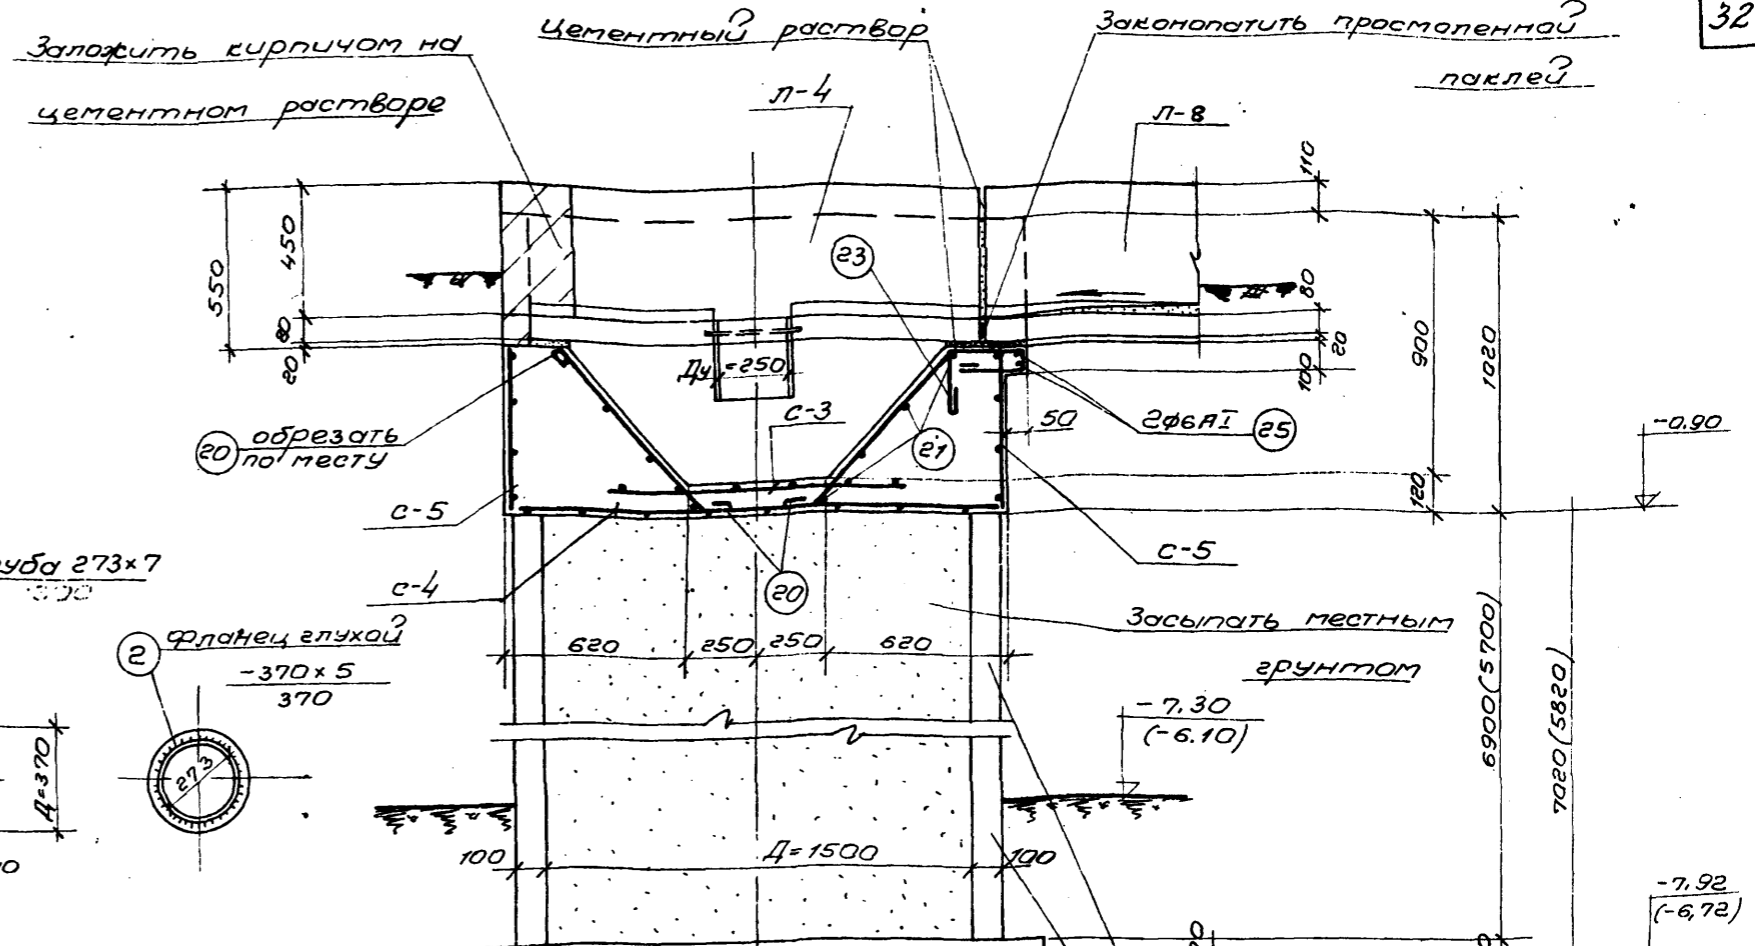 32
Заложить кирпичом на
цементном растворе
цементный раствор
Законопатить просмоленной
паклей
Л-4
Л-8
110
550
450
80
20
23
80
20
100
900
1020
120
Ду=250
20 обрезать
по месту
с-3
21
50
2ф6АI 25
-0.90
с-5
с-5
с-4
20
труба 273×7
Засыпать местным
грунтом
620 250 250 620
2 фланец глухой
-370×5
370
Д=370
273
-7.30
(-6.10)
6900(5700)
7020(5820)
100 Д=1500 100
-7.92
(-6,72)